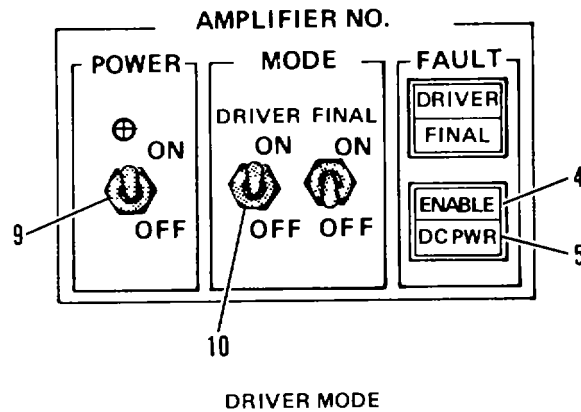 AMPLIFIER NO.
POWER
MODE
FAULT
ON
OFF
9
DRIVER FINAL
ON ON
OFF OFF
10
DRIVER
FINAL
ENABLE
DC PWR
4
5
DRIVER MODE